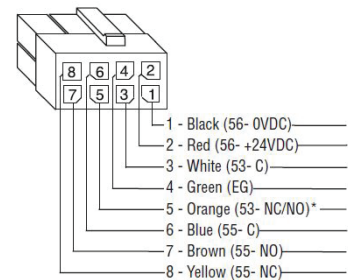 8 6 4 2
7 5 3 1
1 - Black (56- 0VDC)
2 - Red (56- +24VDC)
3 - White (53- C)
4 - Green (EG)
5 - Orange (53- NC/NO)*
6 - Blue (55- C)
7 - Brown (55- NO)
8 - Yellow (55- NC)